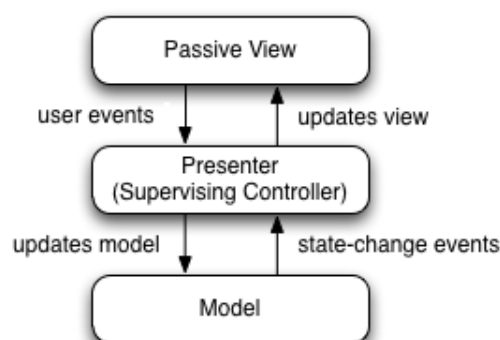 Passive View
user events
updates view
Presenter
(Supervising Controller)
updates model
state-change events
Model